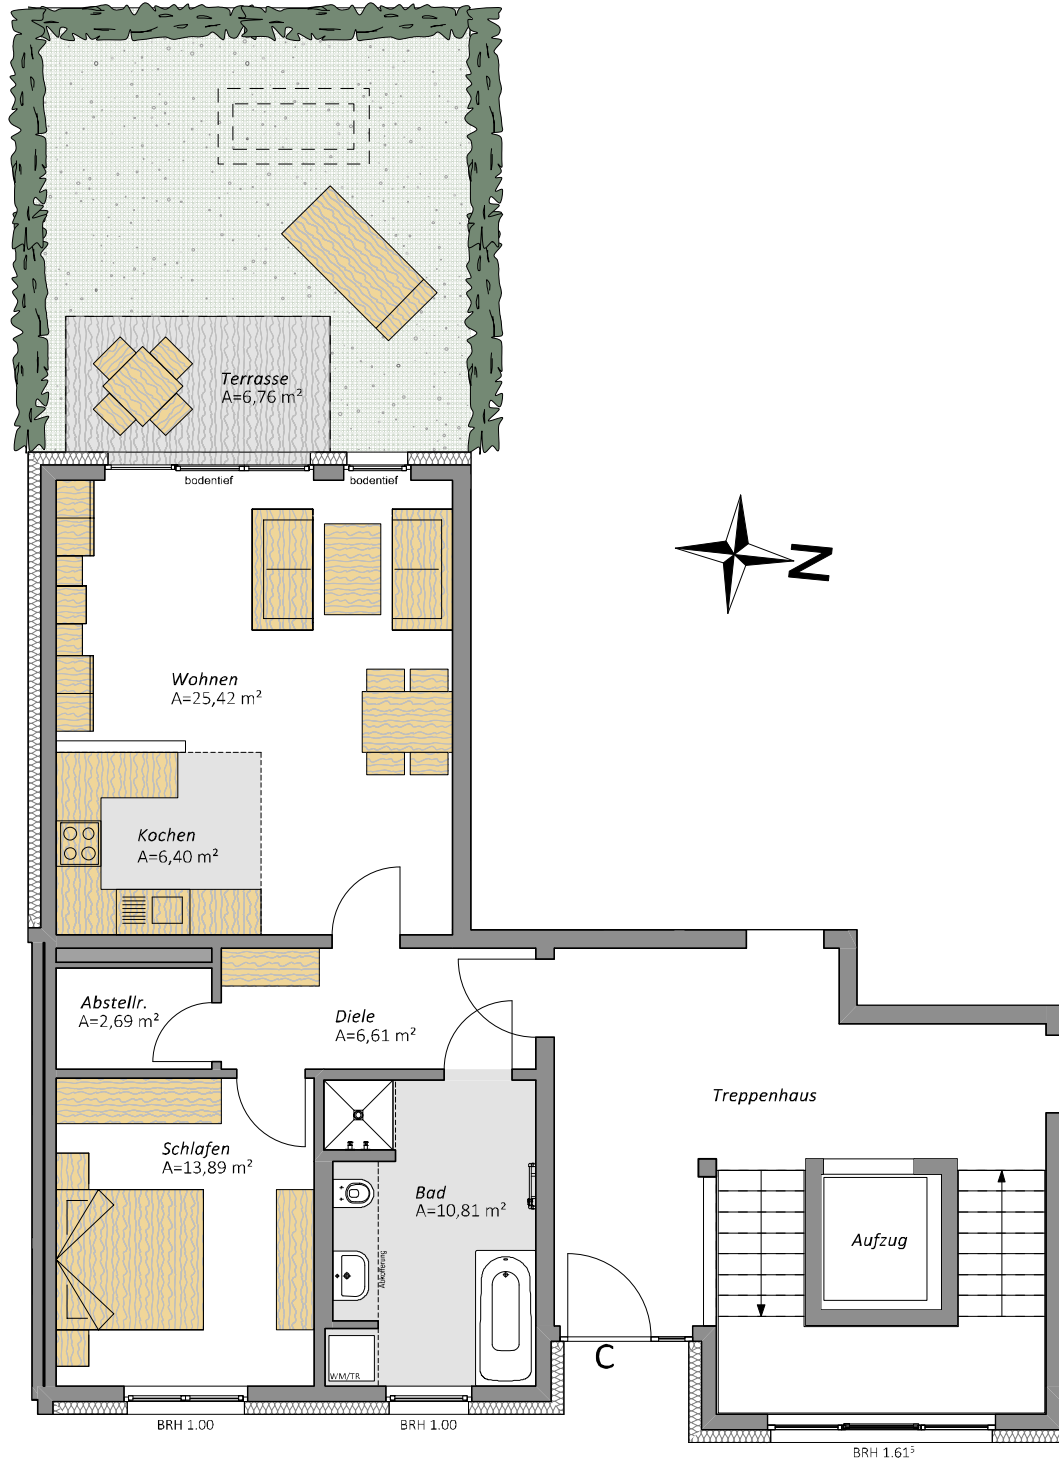 Terrasse
A=6,76 m²
bodentief
bodentief
N
Wohnen
A=25,42 m²
Kochen
A=6,40 m²
Abstellr.
A=2,69 m²
Diele
A=6,61 m²
Treppenhaus
Schlafen
A=13,89 m²
Bad
A=10,81 m²
Aufzug
Abkofferung
C
WM/TR
BRH 1.00
BRH 1.00
BRH 1.61⁵